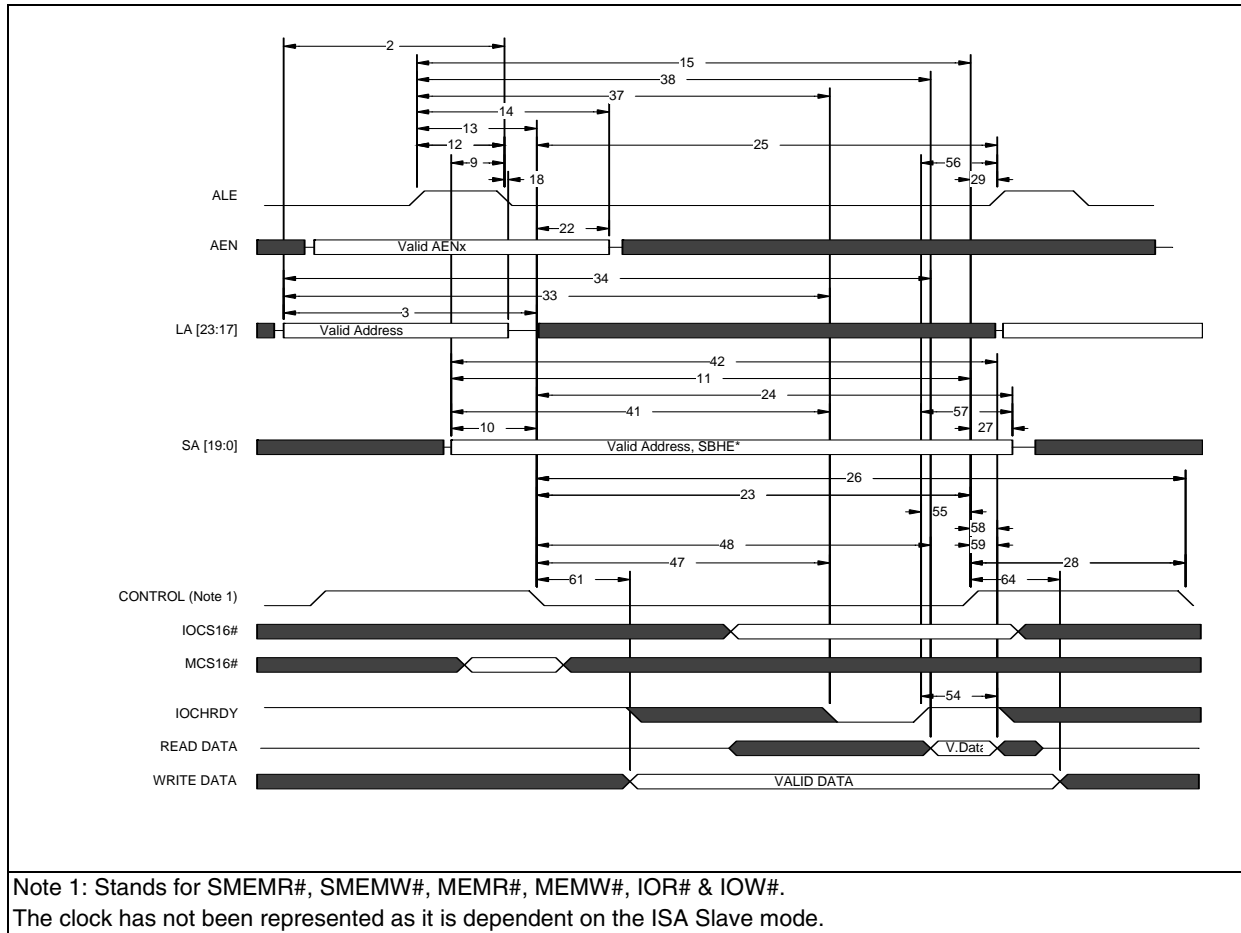 2
15
38
37
14
13
12 25
9 56
18 29
ALE
22
AEN Valid AENx
34
33
3
LA [23:17] Valid Address
42
11
24
41 57
10 27
SA [19:0] Valid Address, SBHE*
26
23
55
58
48 59
47 28
61 64
CONTROL (Note 1)
IOCS16#
MCS16#
54
IOCHRDY
READ DATA V.Data
WRITE DATA VALID DATA
Note 1: Stands for SMEMR#, SMEMW#, MEMR#, MEMW#, IOR# & IOW#.
The clock has not been represented as it is dependent on the ISA Slave mode.